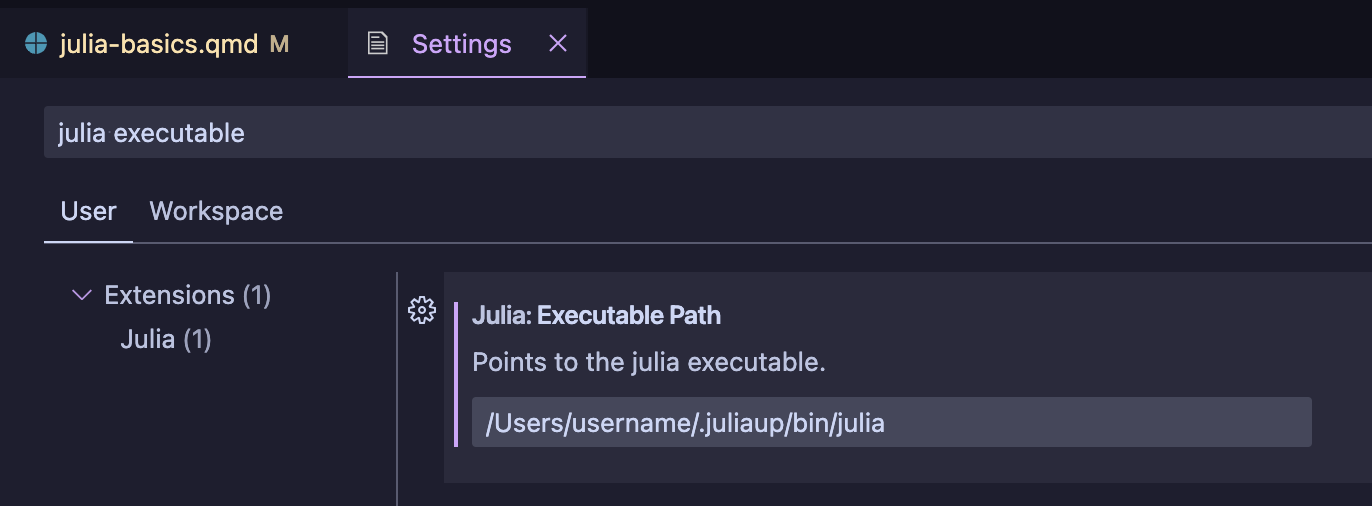 julia-basics.qmd M Settings
julia executable
User Workspace
Extensions (1)
Julia (1)
Julia: Executable Path
Points to the julia executable.
/Users/username/.juliaup/bin/julia